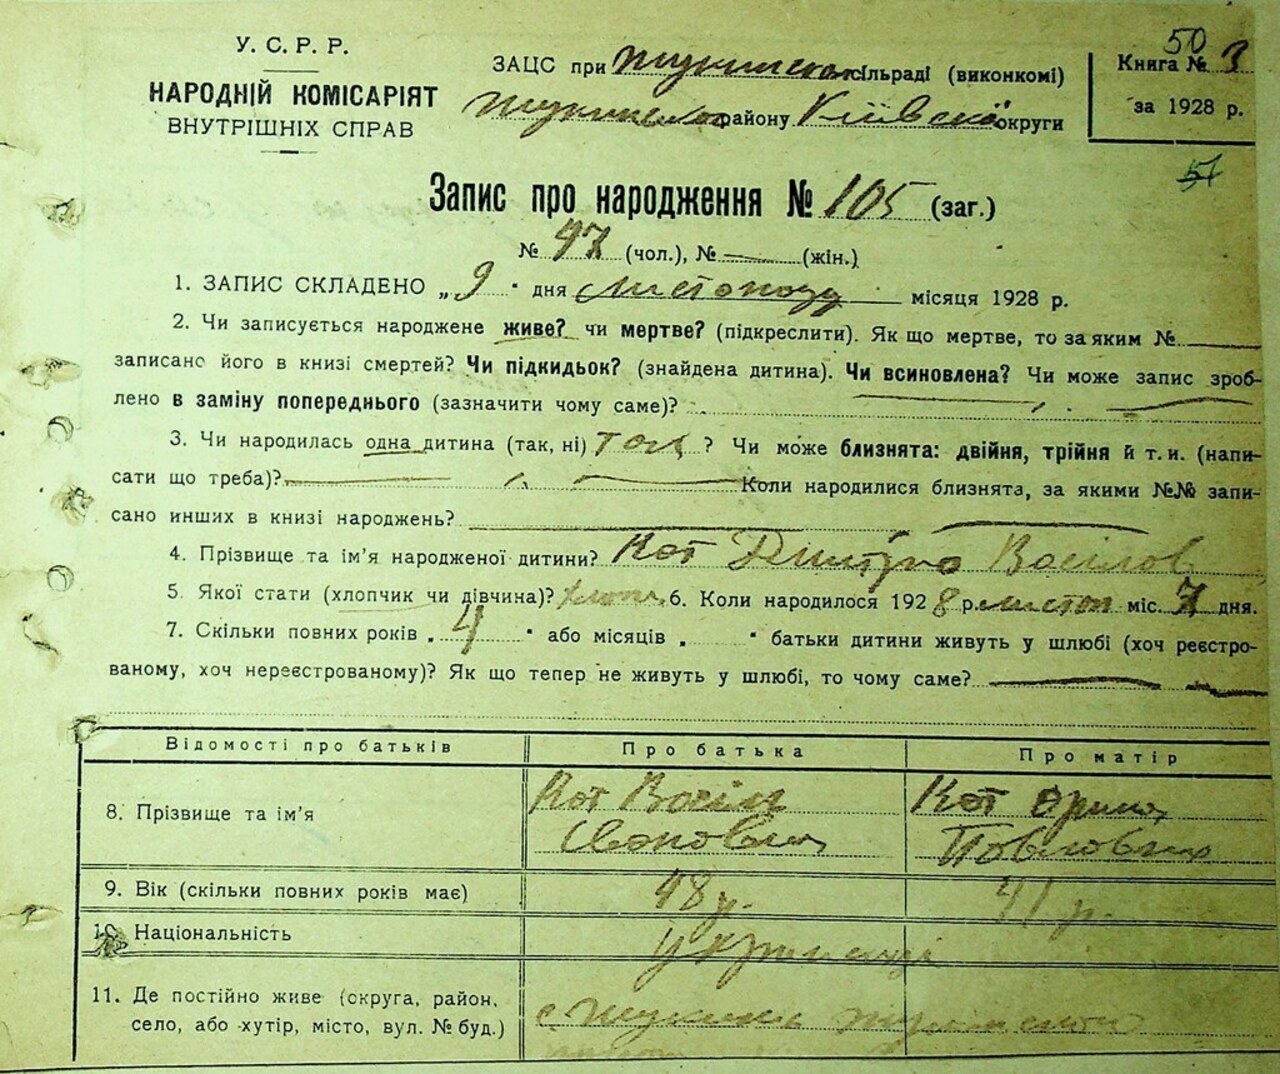 У. С. Р. Р.
НАРОДНІЙ КОМІСАРІЯТ
ВНУТРІШНІХ СПРАВ
ЗАЦС при сільраді (виконкомі)
району Київської округи
50
Книга № 3
за 1928 р.
51
Запис про народження № 105 (заг.)
№ 47 (чол.), № — (жін.)
1. ЗАПИС СКЛАДЕНО „9" дня листопаду місяця 1928 р.
2. Чи записується народжене живе? чи мертве? (підкреслити). Як що мертве, то за яким №
записано його в книзі смертей? Чи підкидьок? (знайдена дитина). Чи всиновлена? Чи може запис зроб-
лено в заміну попереднього (зазначити чому саме)?
3. Чи народилась одна дитина (так, ні) так ? Чи може близнята: двійня, трійня й т. и. (напи-
сати що треба)? Коли народилися близнята, за якими №№ запи-
сано инших в книзі народжень?
4. Прізвище та ім'я народженої дитини? Кот Дмитро
5. Якої стати (хлопчик чи дівчина)? хлопч. 6. Коли народилося 1928 р. листоп міс. 7 дня.
7. Скільки повних років „4" або місяців „ " батьки дитини живуть у шлюбі (хоч реєстро-
ваному, хоч нереєстрованому)? Як що тепер не живуть у шлюбі, то чому саме?
Відомості про батьків Про батька Про матір
8. Прізвище та ім'я Кот Кот
9. Вік (скільки повних років має) 48 р. 41 р.
10. Національність українці
11. Де постійно живе (округа, район,
село, або хутір, місто, вул. № буд.) с.